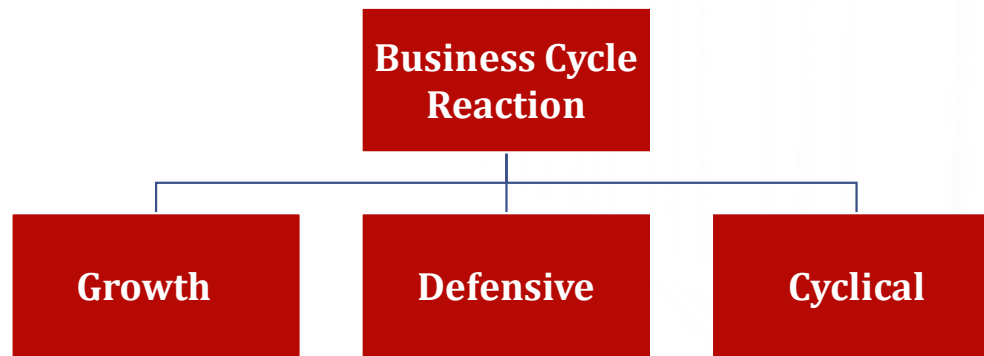 Business Cycle
Reaction
Growth
Defensive
Cyclical